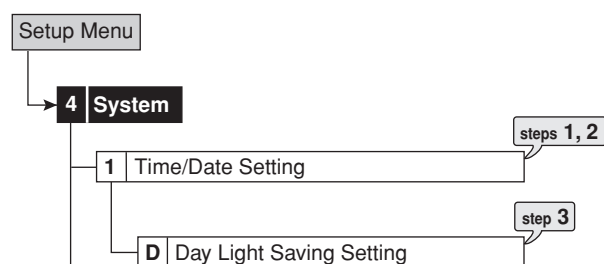 Setup Menu
4 System
steps 1, 2
1 Time/Date Setting
step 3
D Day Light Saving Setting